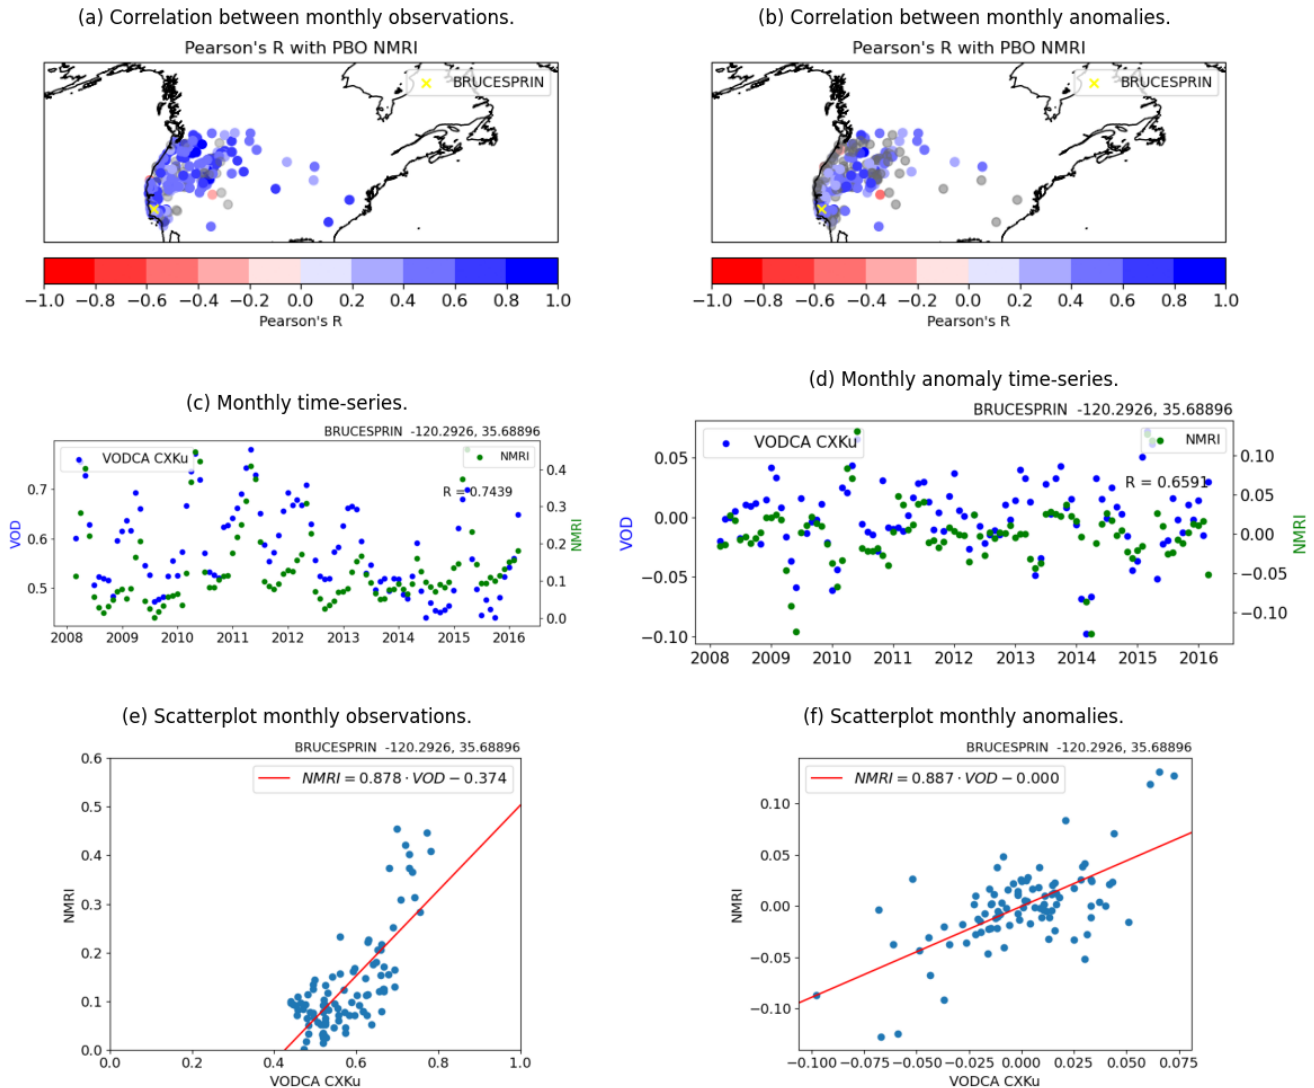 (a) Correlation between monthly observations.
Pearson's R with PBO NMRI
BRUCESPRIN
−1.0 −0.8 −0.6 −0.4 −0.2 0.0 0.2 0.4 0.6 0.8 1.0
Pearson's R
(b) Correlation between monthly anomalies.
Pearson's R with PBO NMRI
BRUCESPRIN
−1.0 −0.8 −0.6 −0.4 −0.2 0.0 0.2 0.4 0.6 0.8 1.0
Pearson's R
(c) Monthly time-series.
BRUCESPRIN -120.2926, 35.68896
VODCA CXKu
NMRI
R = 0.7439
VOD
0.7
0.6
0.5
NMRI
0.4
0.3
0.2
0.1
0.0
2008 2009 2010 2011 2012 2013 2014 2015 2016
(d) Monthly anomaly time-series.
BRUCESPRIN -120.2926, 35.68896
VODCA CXKu
NMRI
R = 0.6591
VOD
0.05
0.00
−0.05
−0.10
NMRI
0.10
0.05
0.00
−0.05
−0.10
2008 2009 2010 2011 2012 2013 2014 2015 2016
(e) Scatterplot monthly observations.
BRUCESPRIN -120.2926, 35.68896
NMRI = 0.878 · VOD − 0.374
NMRI
0.6
0.5
0.4
0.3
0.2
0.1
0.0
0.0 0.2 0.4 0.6 0.8 1.0
VODCA CXKu
(f) Scatterplot monthly anomalies.
BRUCESPRIN -120.2926, 35.68896
NMRI = 0.887 · VOD − 0.000
NMRI
0.10
0.05
0.00
−0.05
−0.10
−0.100 −0.075 −0.050 −0.025 0.000 0.025 0.050 0.075
VODCA CXKu